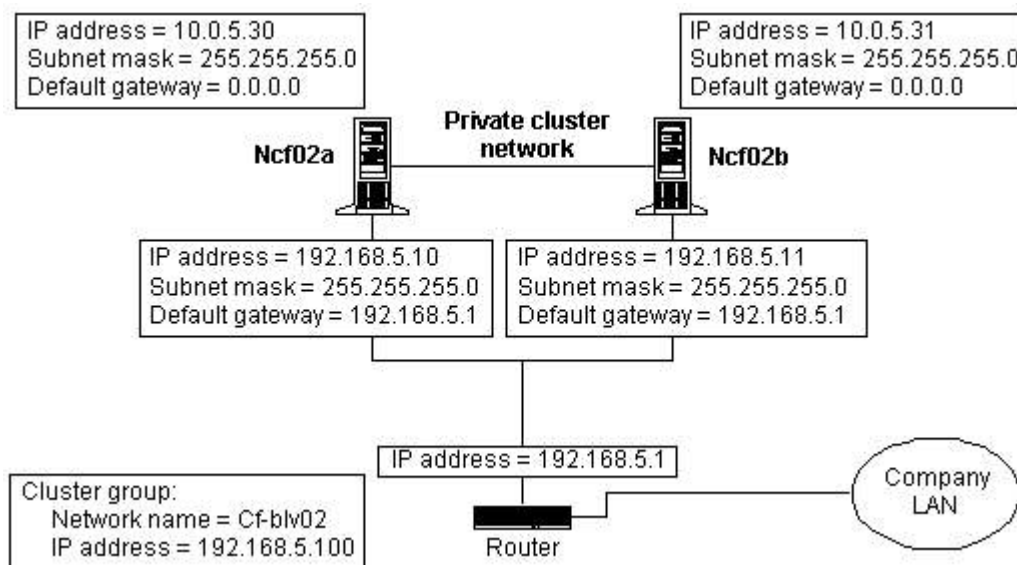 IP address = 10.0.5.30
Subnet mask = 255.255.255.0
Default gateway = 0.0.0.0
IP address = 10.0.5.31
Subnet mask = 255.255.255.0
Default gateway = 0.0.0.0
Private cluster
network
Ncf02a
Ncf02b
IP address = 192.168.5.10
Subnet mask = 255.255.255.0
Default gateway = 192.168.5.1
IP address = 192.168.5.11
Subnet mask = 255.255.255.0
Default gateway = 192.168.5.1
IP address = 192.168.5.1
Cluster group:
Network name = Cf-blv02
IP address = 192.168.5.100
Router
Company
LAN